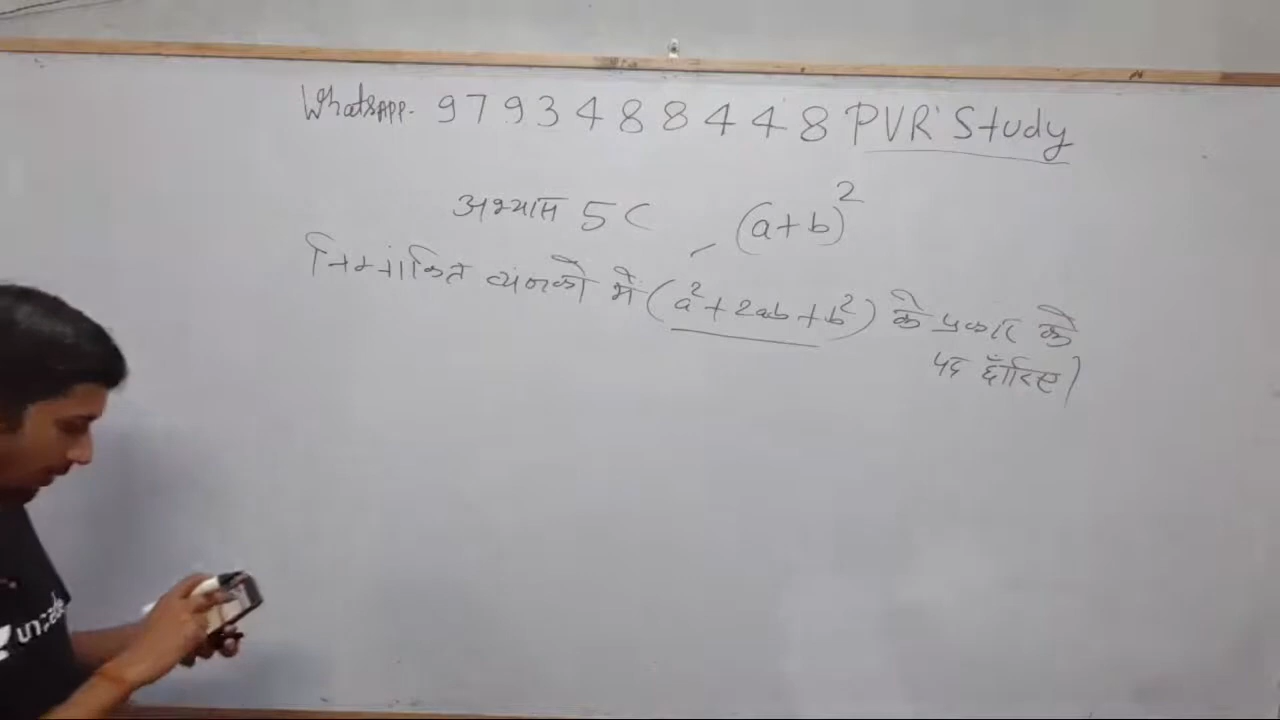 Whatsapp. 9793488448 PVR Study
अभ्यास 5C
(a+b)²
निम्नांकित व्यंजको में (a²+2ab+b²) के प्रकार के
पद छाँटिए।